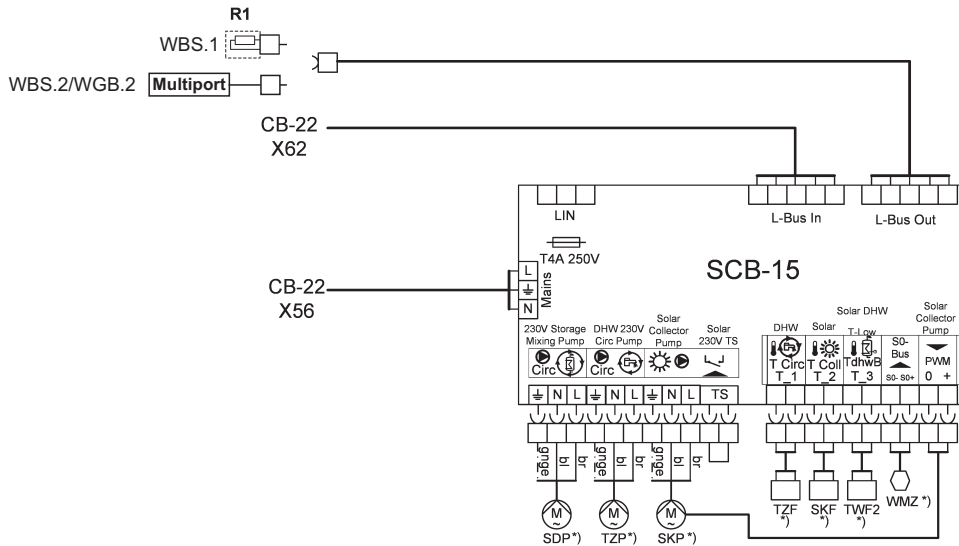 R1
WBS.1
WBS.2/WGB.2 Multiport
CB-22
X62
LIN
L-Bus In
L-Bus Out
T4A 250V
SCB-15
L
N
Mains
CB-22
X56
230V Storage
Mixing Pump
DHW 230V
Circ Pump
Solar
Collector
Pump
Solar
230V TS
Circ
Circ
N L N L N L TS
Solar DHW
DHW
T Circ
T_1
Solar
T Coll
T_2
T-Low
TdhwB
T_3
S0-
Bus
S0- S0+
Solar
Collector
Pump
PWM
0 +
gnge
bl
br
gnge
bl
br
gnge
bl
br
M
~
SDP*)
M
~
TZP*)
M
~
SKP*)
TZF
*)
SKF
*)
TWF2
*)
WMZ *)